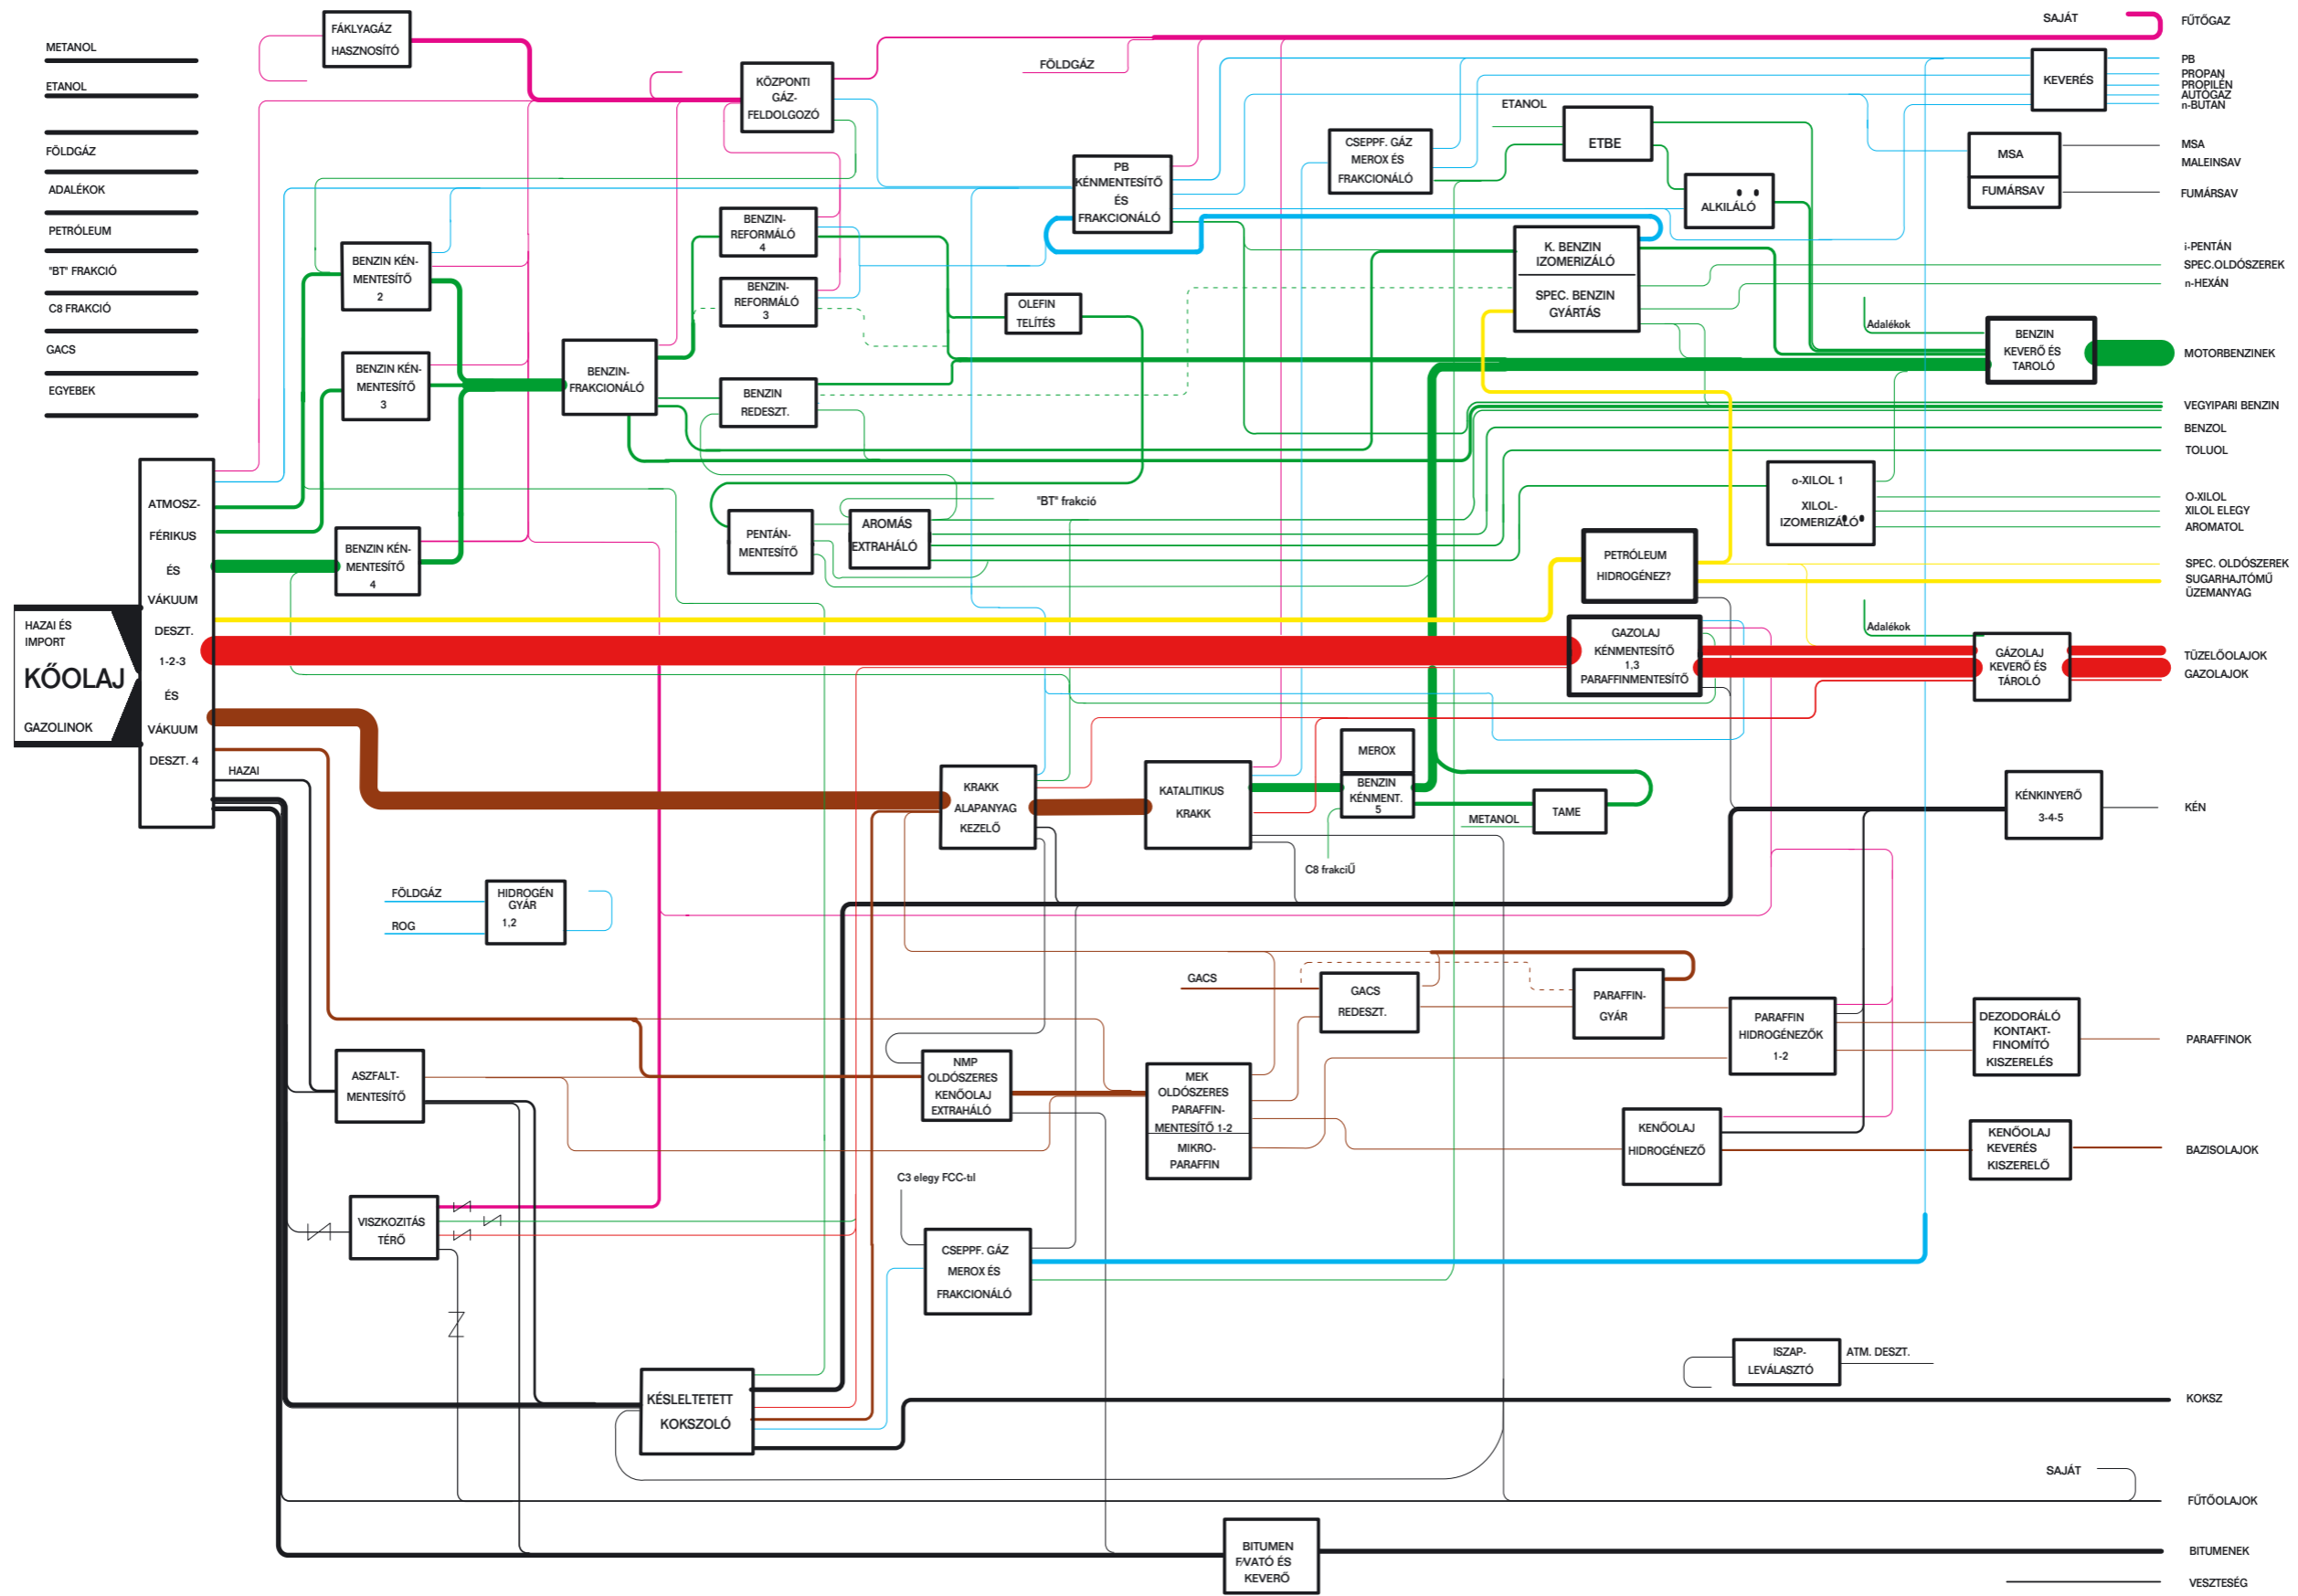 METANOL
ETANOL
FÖLDGÁZ
ADALÉKOK
PETRÓLEUM
"BT" FRAKCIÓ
C8 FRAKCIÓ
GACS
EGYEBEK
HAZAI ÉS
IMPORT
KŐOLAJ
GAZOLINOK
ATMOSZ-
FÉRIKUS
ÉS
VÁKUUM
DESZT.
1-2-3
ÉS
VÁKUUM
DESZT. 4
HAZAI
FÁKLYAGÁZ
HASZNOSÍTÓ
BENZIN KÉN-
MENTESÍTŐ
2
BENZIN KÉN-
MENTESÍTŐ
3
BENZIN KÉN-
MENTESÍTŐ
4
BENZIN-
FRAKCIONÁLÓ
KÖZPONTI
GÁZ-
FELDOLGOZÓ
BENZIN-
REFORMÁLÓ
4
BENZIN-
REFORMÁLÓ
3
BENZIN
REDESZT.
PENTÁN-
MENTESÍTŐ
AROMÁS
EXTRAHÁLÓ
"BT" frakció
OLEFIN
TELÍTÉS
FÖLDGÁZ
PB
KÉNMENTESÍTŐ
ÉS
FRAKCIONÁLÓ
CSEPPF. GÁZ
MEROX ÉS
FRAKCIONÁLÓ
ETANOL
ETBE
ALKILÁLÓ
K. BENZIN
IZOMERIZÁLÓ
SPEC. BENZIN
GYÁRTÁS
KEVERÉS
MSA
FUMÁRSAV
Adalékok
BENZIN
KEVERŐ ÉS
TAROLÓ
o-XILOL 1
XILOL-
IZOMERIZÁLÓ
PETRÓLEUM
HIDROGÉNEZ?
GAZOLAJ
KÉNMENTESÍTŐ
1,3
PARAFFINMENTESÍTŐ
Adalékok
GÁZOLAJ
KEVERŐ ÉS
TÁROLÓ
KRAKK
ALAPANYAG
KEZELŐ
KATALITIKUS
KRAKK
MEROX
BENZIN
KÉNMENT.
5
METANOL
TAME
C8 frakciŰ
KÉNKINYERŐ
3-4-5
FÖLDGÁZ
ROG
HIDROGÉN
GYÁR
1,2
GACS
GACS
REDESZT.
PARAFFIN-
GYÁR
PARAFFIN
HIDROGÉNEZŐK
1-2
DEZODORÁLÓ
KONTAKT-
FINOMÍTÓ
KISZERELÉS
ASZFALT-
MENTESÍTŐ
NMP
OLDÓSZERES
KENŐOLAJ
EXTRAHÁLÓ
MEK
OLDÓSZERES
PARAFFIN-
MENTESÍTŐ 1-2
MIKRO-
PARAFFIN
KENŐOLAJ
HIDROGÉNEZŐ
KENŐOLAJ
KEVERÉS
KISZERELŐ
VISZKOZITÁS
TÉRŐ
C3 elegy FCC-tıl
CSEPPF. GÁZ
MEROX ÉS
FRAKCIONÁLÓ
KÉSLELTETETT
KOKSZOLÓ
ISZAP-
LEVÁLASZTÓ
ATM. DESZT.
SAJÁT
BITUMEN
F/VATÓ ÉS
KEVERŐ
SAJÁT
FŰTŐGAZ
PB
PROPAN
PROPILÉN
AUTÓGAZ
n-BUTAN
MSA
MALEINSAV
FUMÁRSAV
i-PENTÁN
SPEC.OLDÓSZEREK
n-HEXÁN
MOTORBENZINEK
VEGYIPARI BENZIN
BENZOL
TOLUOL
O-XILOL
XILOL ELEGY
AROMATOL
SPEC. OLDÓSZEREK
SUGARHAJTÓMŰ
ÜZEMANYAG
TÜZELŐOLAJOK
GAZOLAJOK
KÉN
PARAFFINOK
BAZISOLAJOK
KOKSZ
FŰTŐOLAJOK
BITUMENEK
VESZTESÉG